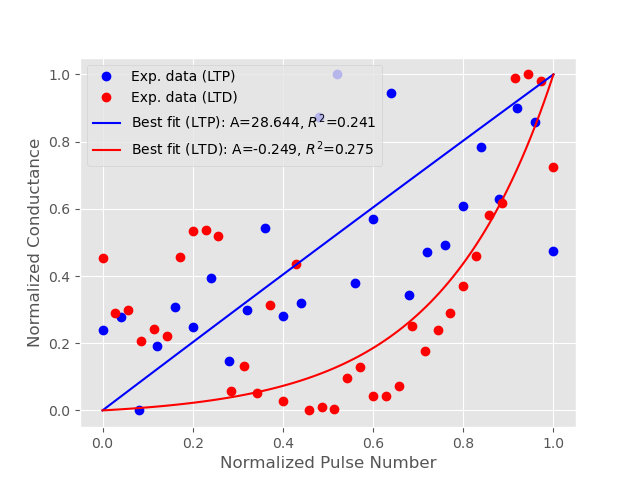 Exp. data (LTP)
Exp. data (LTD)
Best fit (LTP): A=28.644, R²=0.241
Best fit (LTD): A=-0.249, R²=0.275
1.0
0.8
0.6
0.4
0.2
0.0
Normalized Conductance
0.0 0.2 0.4 0.6 0.8 1.0
Normalized Pulse Number